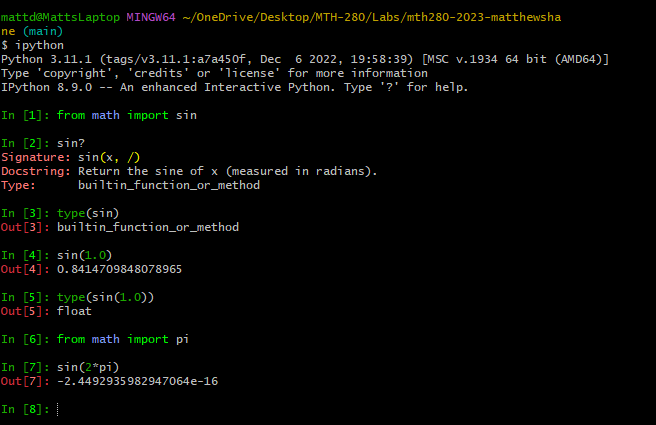 mattd@MattsLaptop MINGW64 ~/OneDrive/Desktop/MTH-280/Labs/mth280-2023-matthewsha
ne (main)
$ ipython
Python 3.11.1 (tags/v3.11.1:a7a450f, Dec  6 2022, 19:58:39) [MSC v.1934 64 bit (AMD64)]
Type 'copyright', 'credits' or 'license' for more information
IPython 8.9.0 -- An enhanced Interactive Python. Type '?' for help.
In [1]: from math import sin
In [2]: sin?
Signature: sin(x, /)
Docstring: Return the sine of x (measured in radians).
Type:      builtin_function_or_method
In [3]: type(sin)
Out[3]: builtin_function_or_method
In [4]: sin(1.0)
Out[4]: 0.8414709848078965
In [5]: type(sin(1.0))
Out[5]: float
In [6]: from math import pi
In [7]: sin(2*pi)
Out[7]: -2.4492935982947064e-16
In [8]: